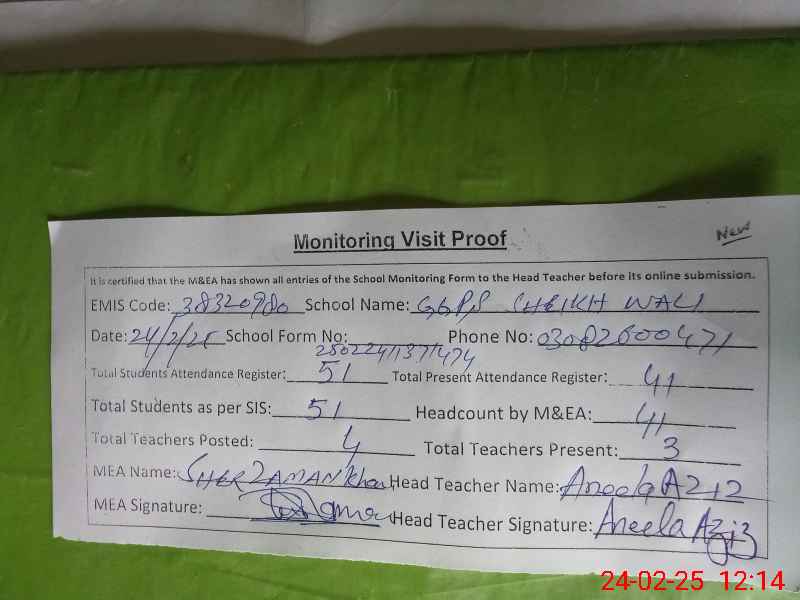 New
Monitoring Visit Proof
It is certified that the M&EA has shown all entries of the School Monitoring Form to the Head Teacher before its online submission.
EMIS Code: 38320980 School Name: GGPS SHEIKH WALI
Date: 24/2/25 School Form No: 25022411371474 Phone No: 03082600471
Total Students Attendance Register: 51 Total Present Attendance Register: 41
Total Students as per SIS: 51 Headcount by M&EA: 41
Total Teachers Posted: 4 Total Teachers Present: 3
MEA Name: SHER ZAMAN Khan Head Teacher Name: Aneela Aziz
MEA Signature: Head Teacher Signature: Aneela Aziz
24-02-25 12:14